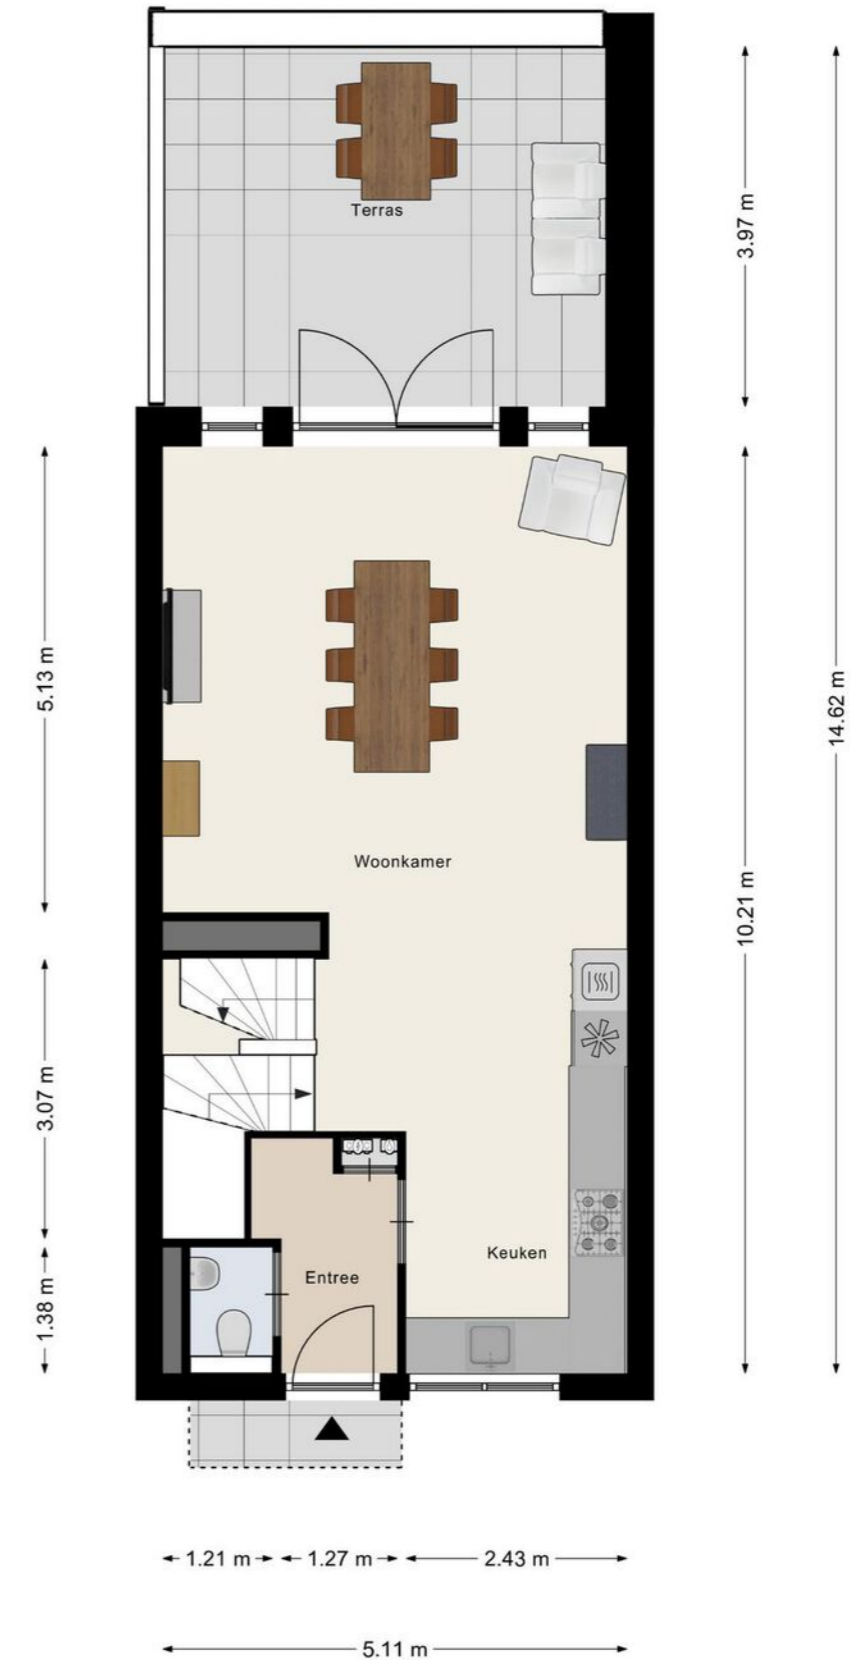 Terras
3.97 m
5.13 m
14.62 m
Woonkamer
10.21 m
3.07 m
Keuken
Entree
1.38 m
1.21 m
1.27 m
2.43 m
5.11 m